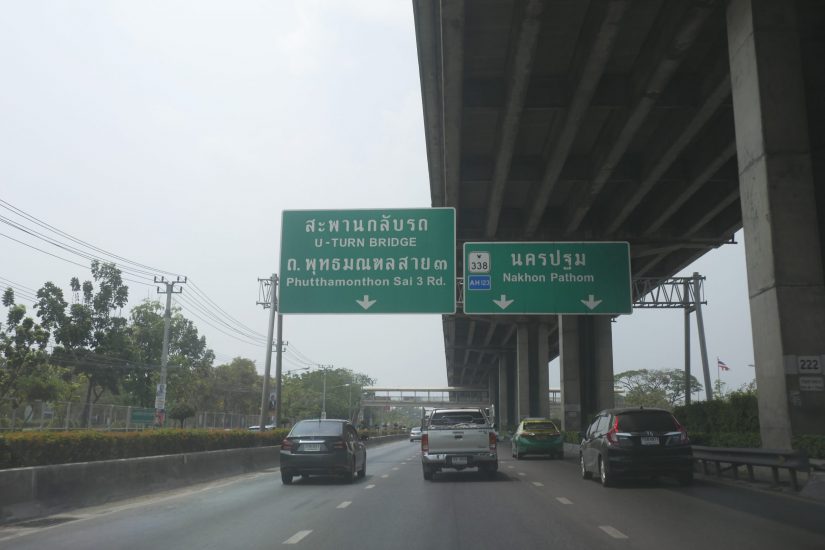 สะพานกลับรถ
U-TURN BRIDGE
ถ. พุทธมณฑลสาย ๓
Phutthamonthon Sai 3 Rd.
338
AH123
นครปฐม
Nakhon Pathom
222